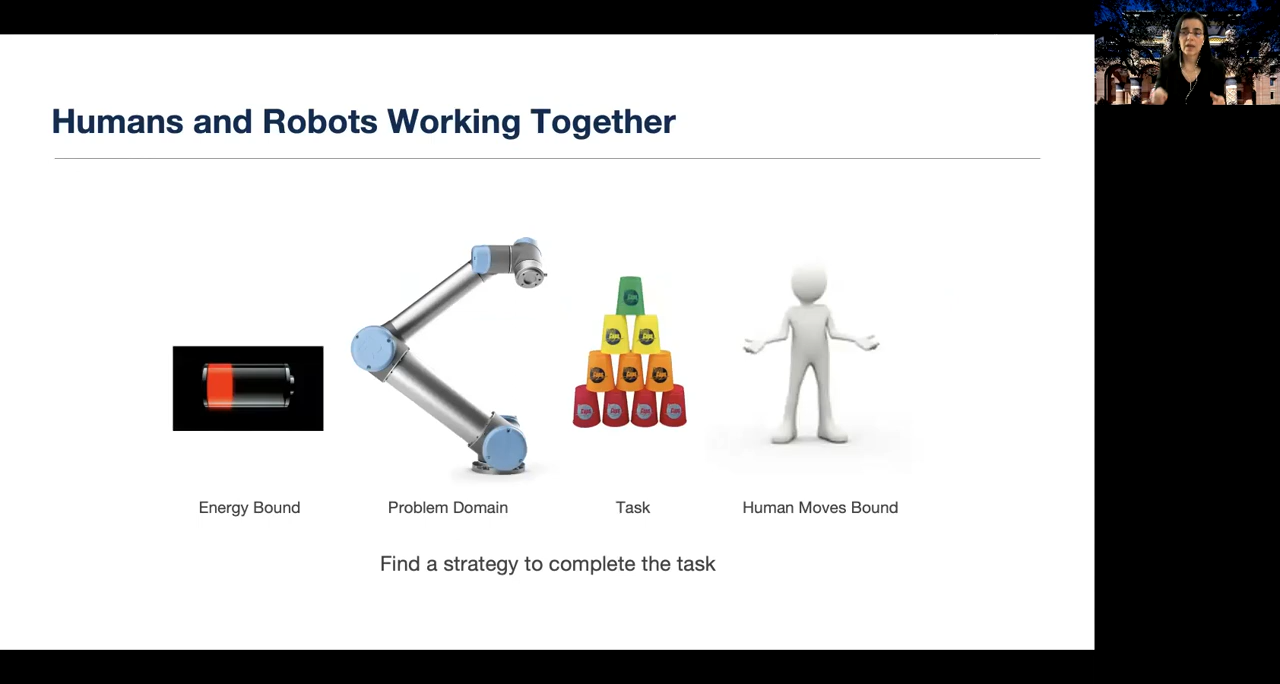 Humans and Robots Working Together
Energy Bound
Problem Domain
Task
Human Moves Bound
Find a strategy to complete the task